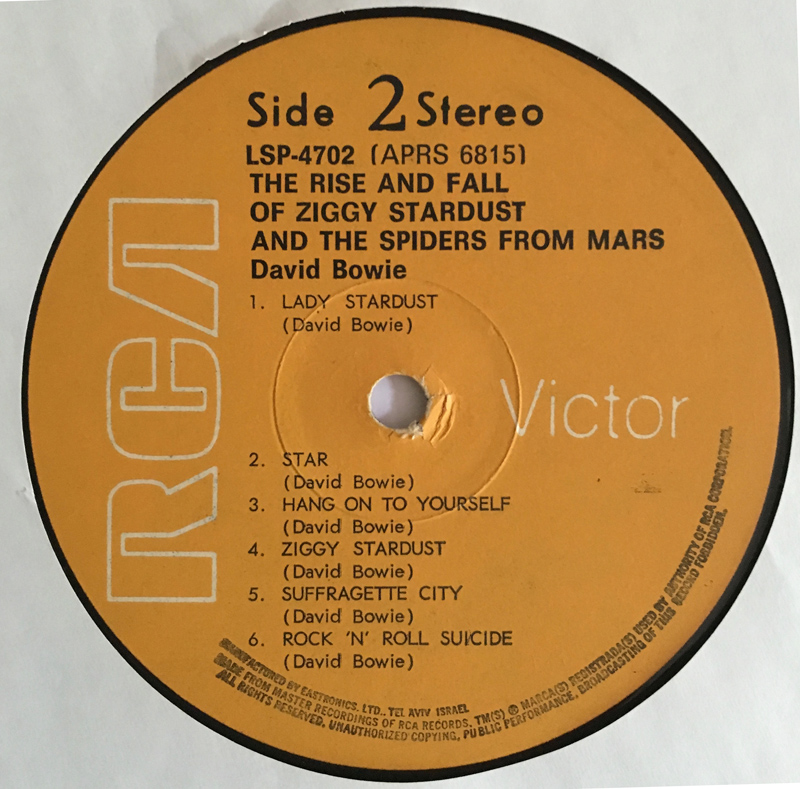 Side 2 Stereo
LSP-4702 (APRS 6815)
THE RISE AND FALL
OF ZIGGY STARDUST
AND THE SPIDERS FROM MARS
David Bowie
1. LADY STARDUST
(David Bowie)
RCA
Victor
2. STAR
(David Bowie)
3. HANG ON TO YOURSELF
(David Bowie)
4. ZIGGY STARDUST
(David Bowie)
5. SUFFRAGETTE CITY
(David Bowie)
6. ROCK 'N' ROLL SUICIDE
(David Bowie)
MANUFACTURED BY EASTRONICS. LTD., TEL AVIV ISRAEL
MADE FROM MASTER RECORDINGS OF RCA RECORDS. TM(S) ® MARCA(S) REGISTRADA(S) USED BY AUTHORITY OF RCA CORPORATION.
ALL RIGHTS RESERVED. UNAUTHORIZED COPYING, PUBLIC PERFORMANCE, BROADCASTING OF THIS RECORD FORBIDDEN.